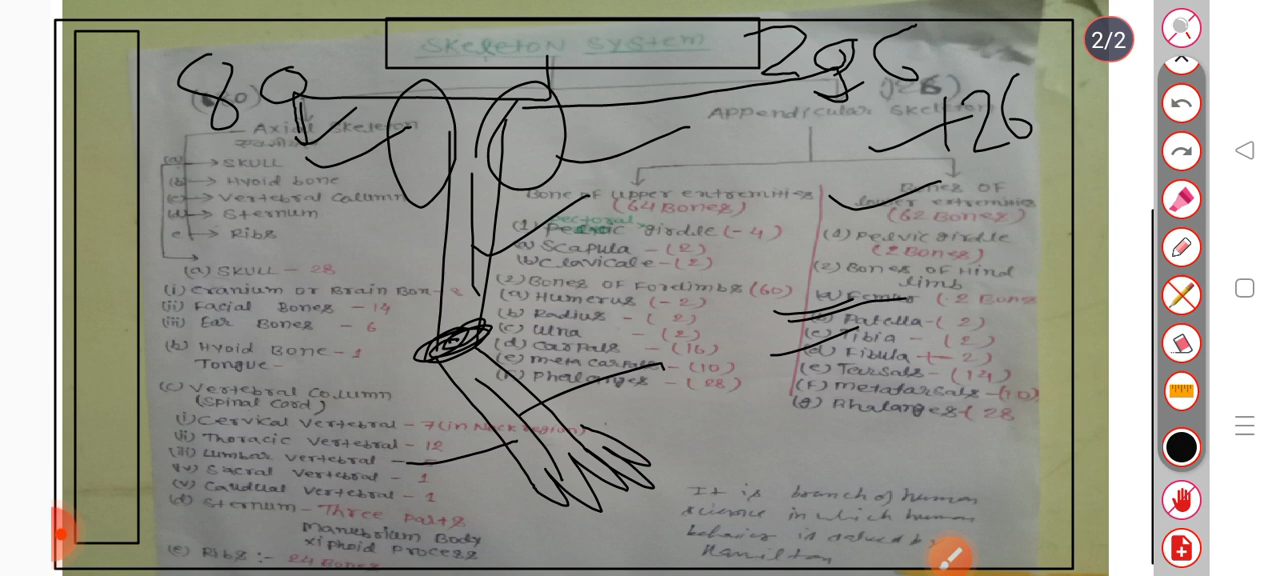 2/2
SKeleton System
80
206
(126)
+26
Axial Skeleton
Appendicular Skeleton
(a) → SKULL
(b) → Hyoid bone
(c) → Vertebral Calumn
(d) → Sternum
e → Ribs
Bone of upper extremities
(64 Bones)
Bones of
lower extremities
(62 Bones)
(1) Pectoral girdle (-4)
a) Scapula - (2)
(b) Clavicale - (2)
(1) Pelvic girdle
(2 Bones)
(2) Bones of Hind
limb
(a) SKULL - 28
(i) Cranium or Brain Bon- 8
(ii) Facial Bones - 14
(iii) Ear Bones - 6
(b) Hyoid Bone - 1
Tongue -
(2) Bones of Fordimbs (60)
(a) Humerus (-2)
(b) Radius - (2)
(c) Ulna - (2)
(d) Carpals - (16)
(e) meta carpals - (10)
(F) Phalanges - (28)
(a) Femur (-2 Bones
(b) Patella - (2)
(c) Tibia - (2)
(d) Fibula - 2)
(e) Tarsals - (14)
(F) metatarsals - (10)
(g) Phalanges - (28
(c) Vertebral Column
(Spinal Cord)
(i) Cervical Vertebral - 7 (in Neck region)
(ii) Thoracic Vertebral - 12
(iii) Lumbar Vertebral -
(iv) Sacral Vertebral - 1
(v) Caudual Vertebral - 1
(d) Sternum - Three parts
Manubrium Body
Xiphoid Process
(e) Ribs :- 24 Bones
It is branch of human
science in which human
behavior is
Hamilton